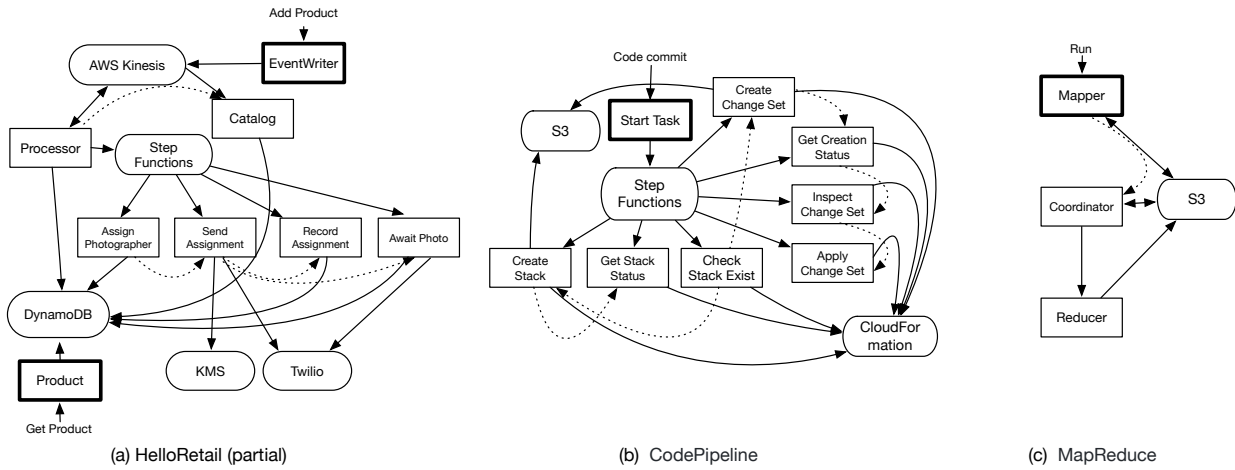 Add Product
AWS Kinesis
EventWriter
Processor
Catalog
Step
Functions
Assign
Photographer
Send
Assignment
Record
Assignment
Await Photo
DynamoDB
Product
KMS
Twilio
Get Product
(a) HelloRetail (partial)
Code commit
S3
Start Task
Create
Change Set
Get Creation
Status
Step
Functions
Inspect
Change Set
Create
Stack
Get Stack
Status
Check
Stack Exist
Apply
Change Set
CloudFor
mation
(b) CodePipeline
Run
Mapper
Coordinator
S3
Reducer
(c) MapReduce